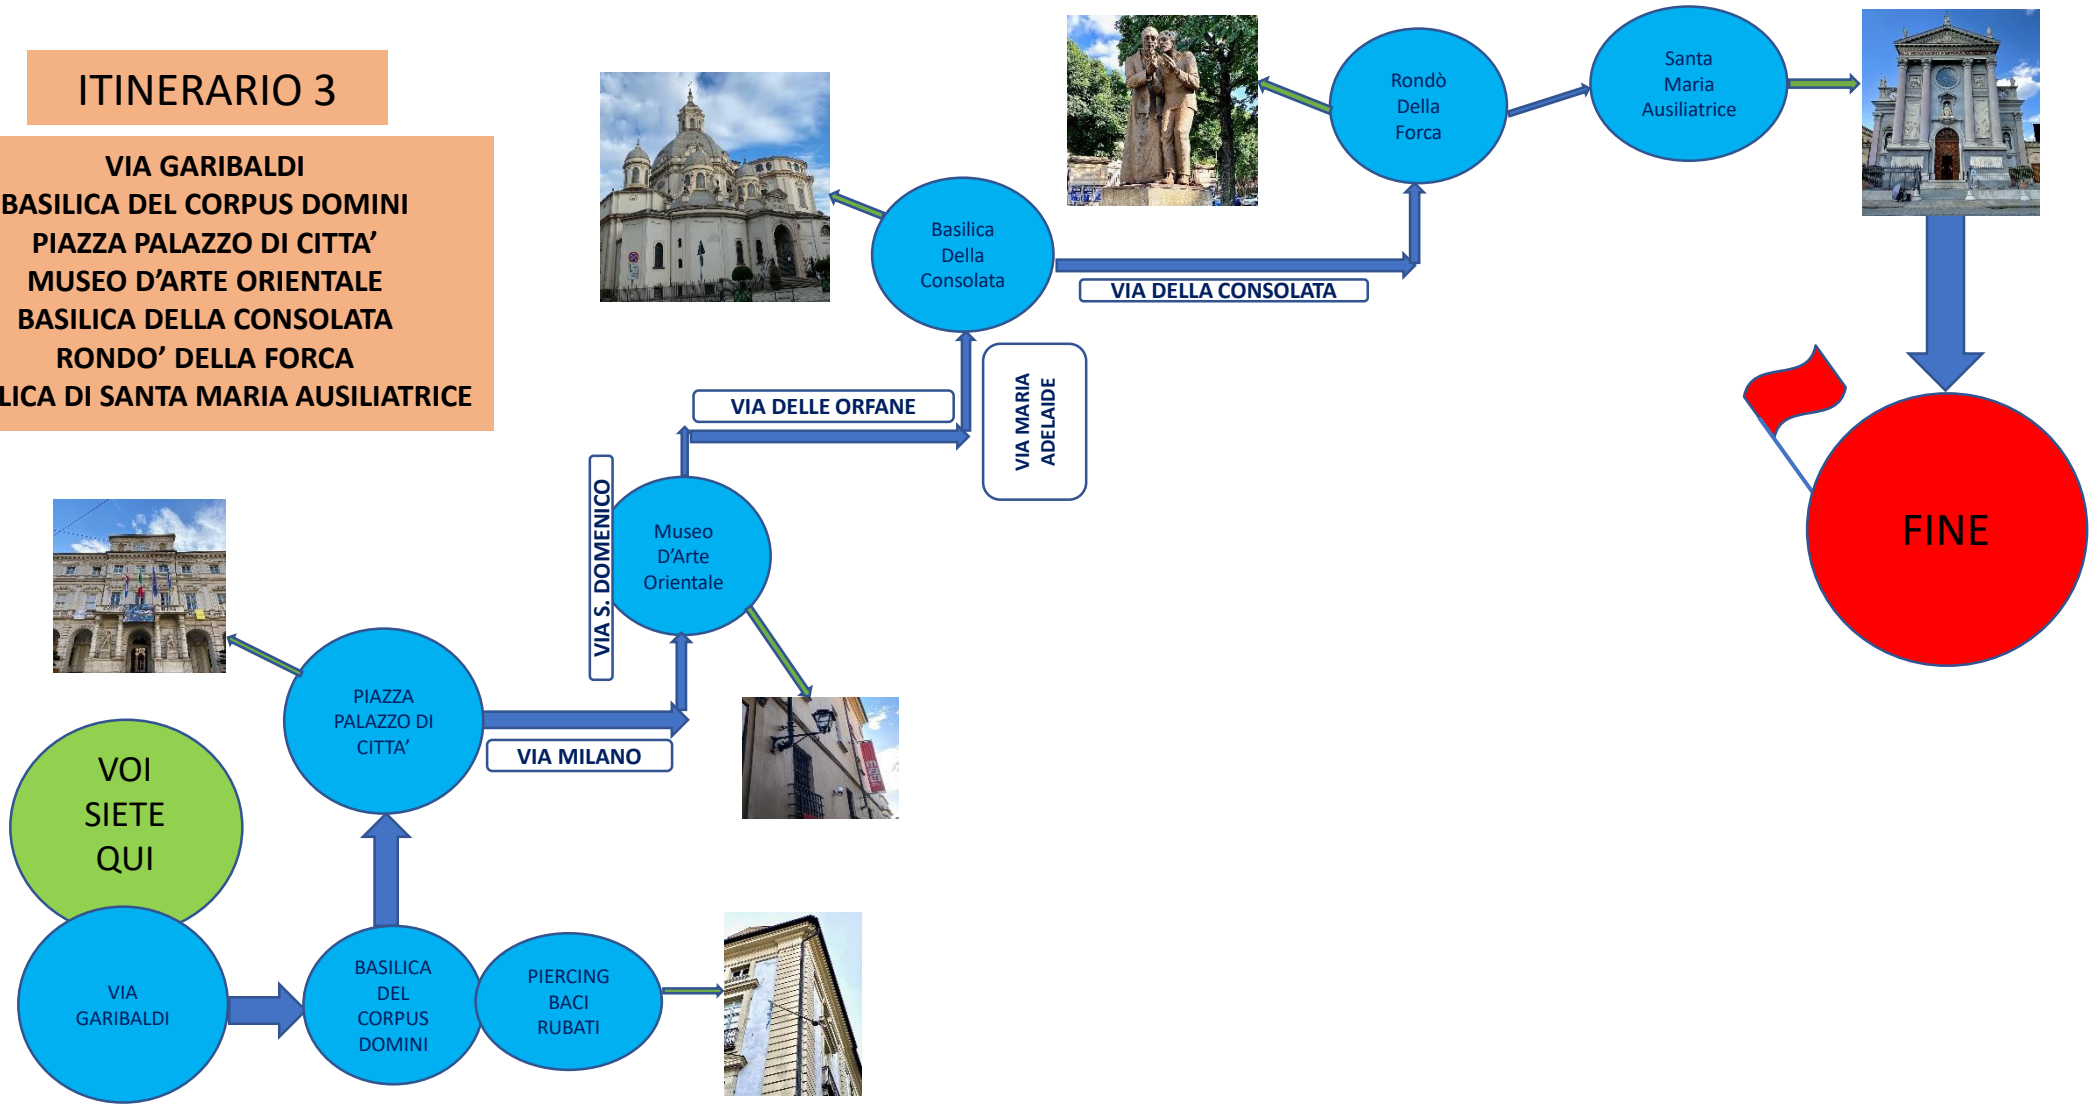 ITINERARIO 3
VIA GARIBALDI
BASILICA DEL CORPUS DOMINI
PIAZZA PALAZZO DI CITTA’
MUSEO D’ARTE ORIENTALE
BASILICA DELLA CONSOLATA
RONDO’ DELLA FORCA
LICA DI SANTA MARIA AUSILIATRICE
Rondò
Della
Forca
Santa
Maria
Ausiliatrice
Basilica
Della
Consolata
VIA DELLA CONSOLATA
VIA MARIA
ADELAIDE
VIA DELLE ORFANE
VIA S. DOMENICO
Museo
D’Arte
Orientale
FINE
PIAZZA
PALAZZO DI
CITTA’
VIA MILANO
VOI
SIETE
QUI
VIA
GARIBALDI
BASILICA
DEL
CORPUS
DOMINI
PIERCING
BACI
RUBATI